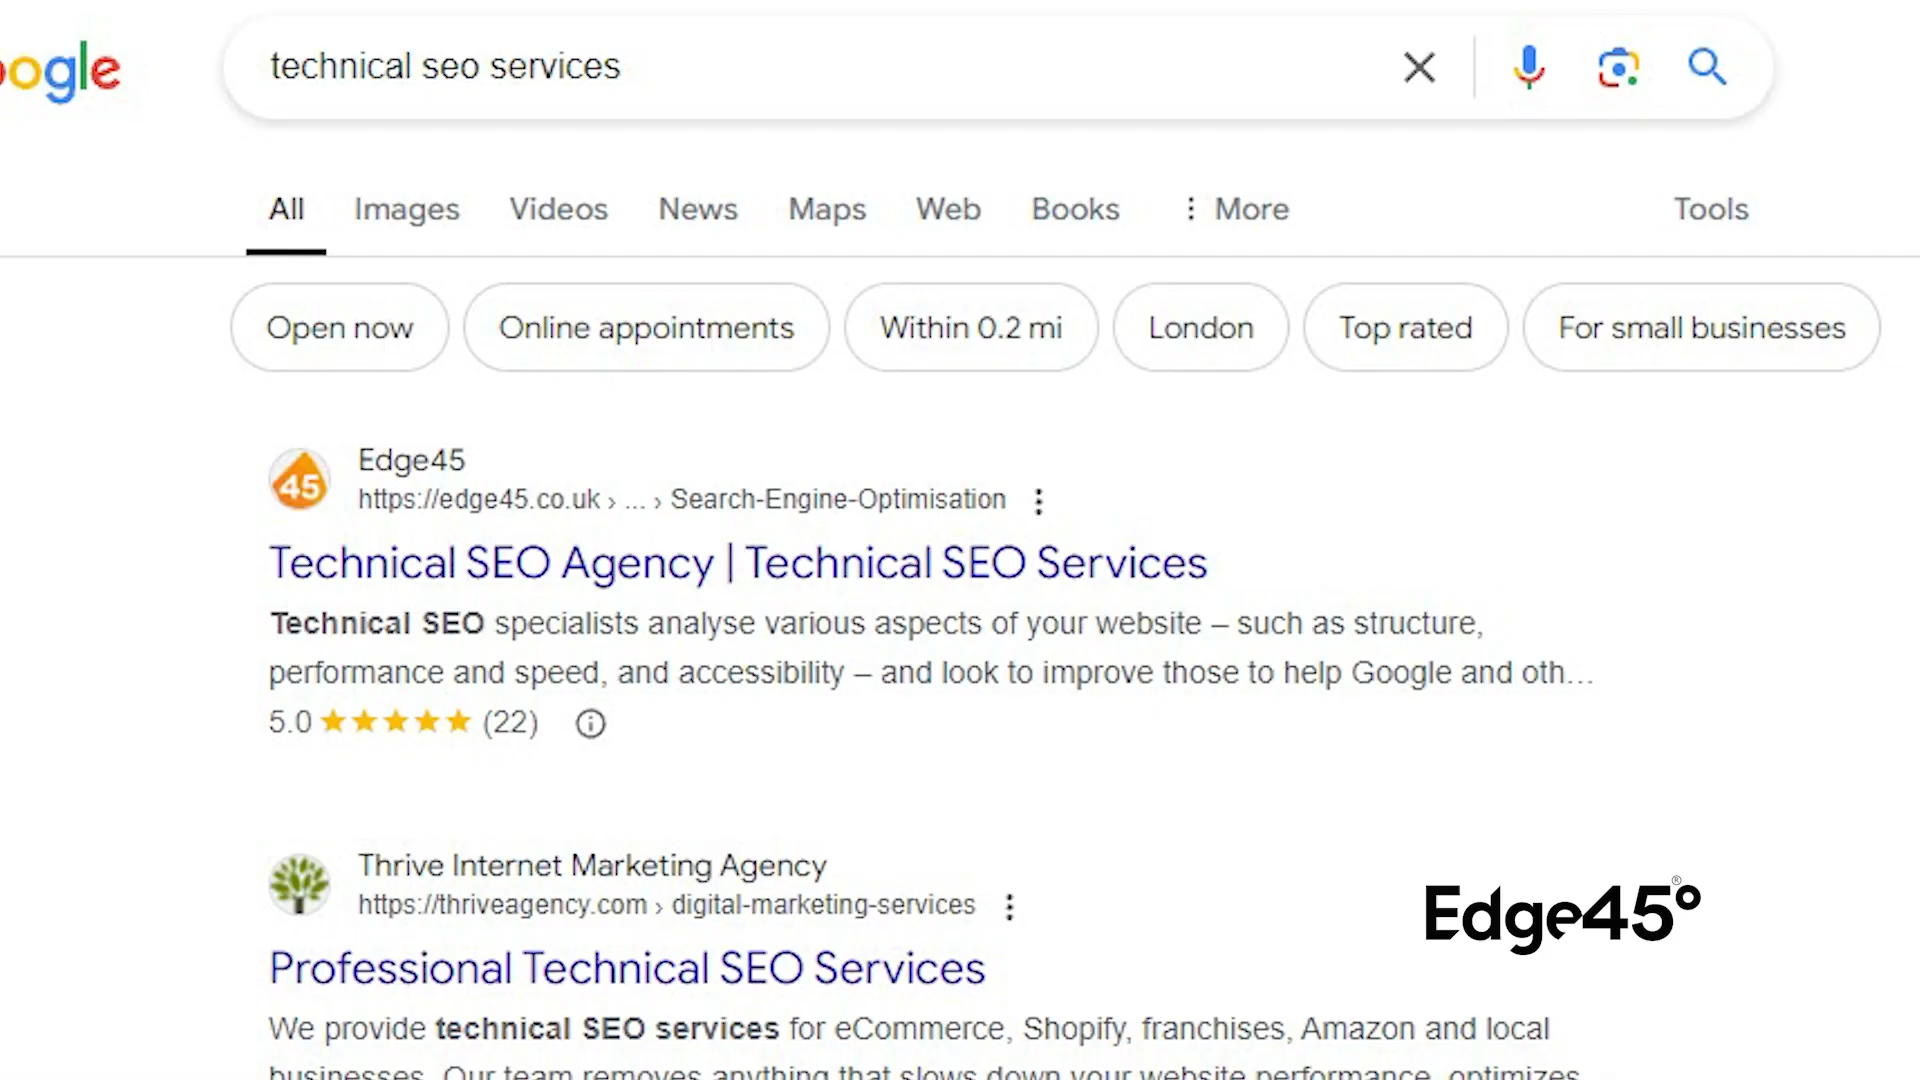 ogle
technical seo services
All Images Videos News Maps Web Books More Tools
Open now Online appointments Within 0.2 mi London Top rated For small businesses
45
Edge45
https://edge45.co.uk › ... › Search-Engine-Optimisation
Technical SEO Agency | Technical SEO Services
Technical SEO specialists analyse various aspects of your website – such as structure,
performance and speed, and accessibility – and look to improve those to help Google and oth...
5.0 ★★★★★ (22)
Thrive Internet Marketing Agency
https://thriveagency.com › digital-marketing-services
Edge45°®
Professional Technical SEO Services
We provide technical SEO services for eCommerce, Shopify, franchises, Amazon and local
businesses. Our team removes anything that slows down your website performance, optimizes